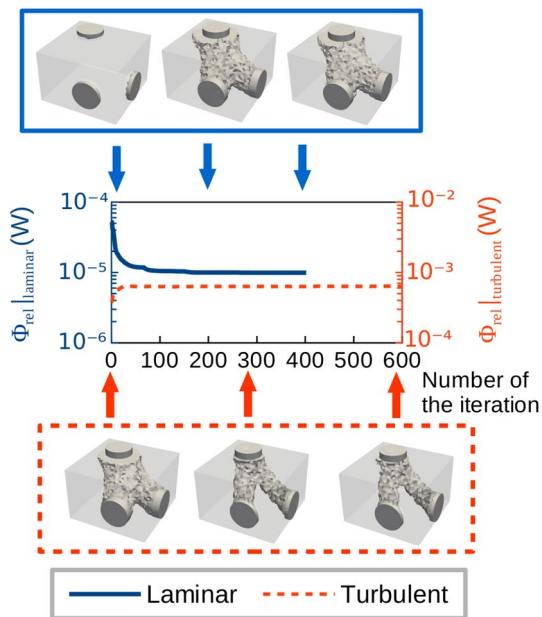 10⁻⁴
10⁻²
Φrel|laminar (W)
10⁻⁵
10⁻³
Φrel|turbulent (W)
10⁻⁶
10⁻⁴
0 100 200 300 400 500 600
Number of
the iteration
Laminar Turbulent